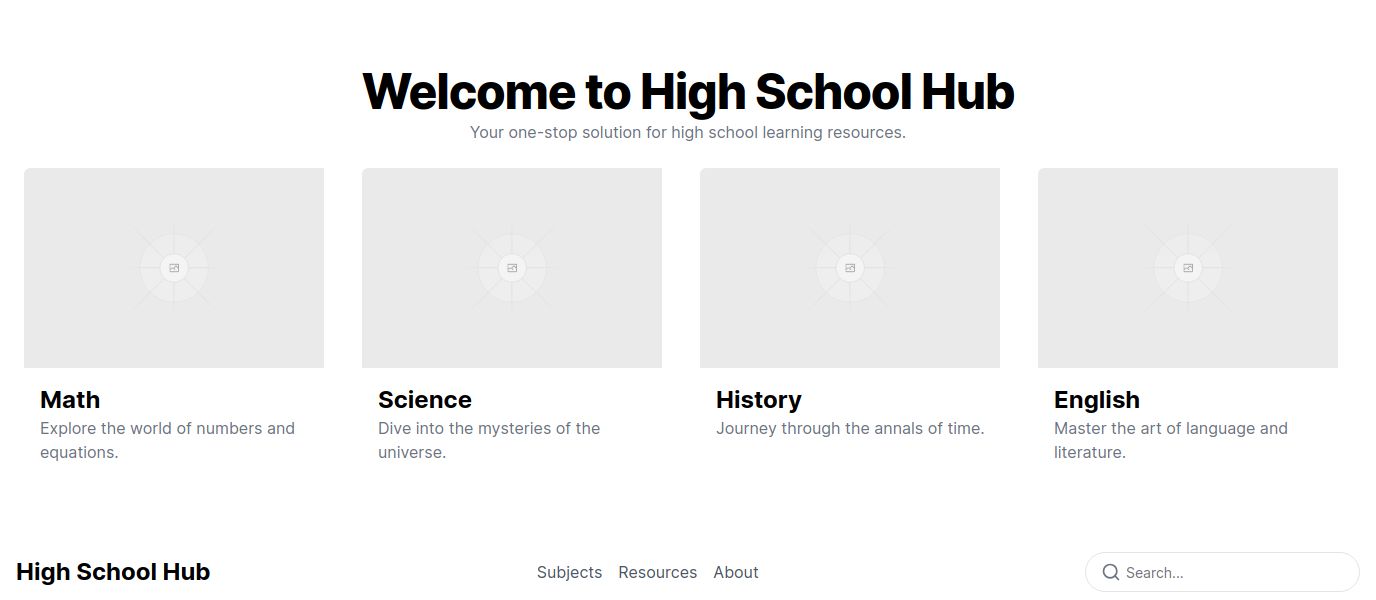 Welcome to High School Hub
Your one-stop solution for high school learning resources.
Math
Explore the world of numbers and
equations.
Science
Dive into the mysteries of the
universe.
History
Journey through the annals of time.
English
Master the art of language and
literature.
High School Hub
Subjects Resources About
Search...